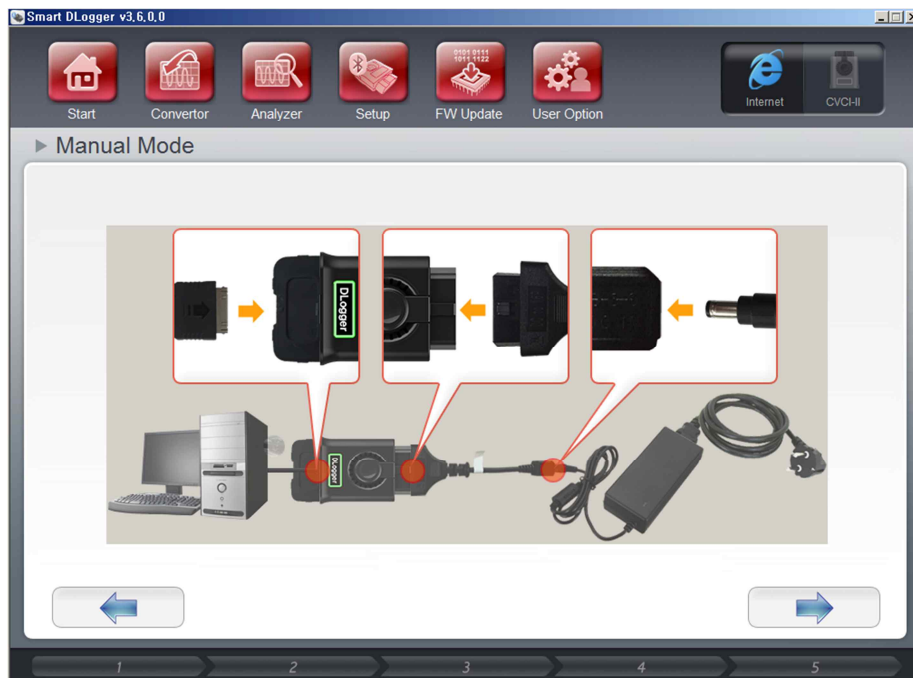 Smart DLogger v3,6,0,0
0101 0111
1011 1122
Start
Convertor
Analyzer
Setup
FW Update
User Option
Internet
CVCI-II
Manual Mode
DLogger
DLogger
1
2
3
4
5